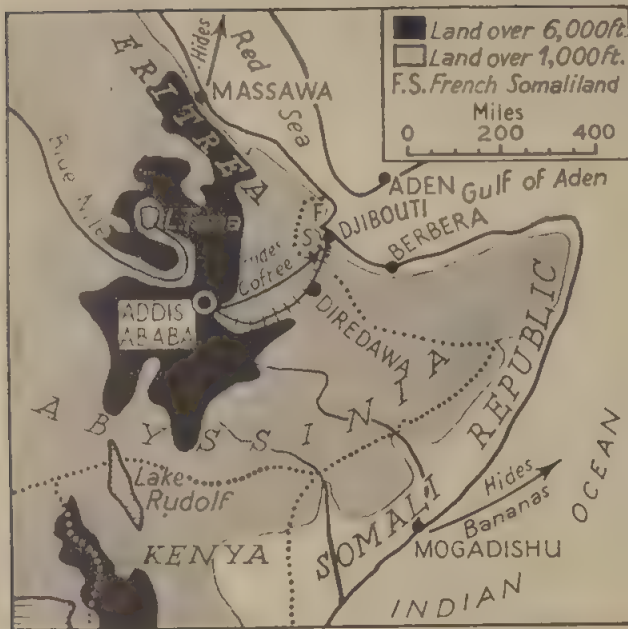 Land over 6,000ft.
Land over 1,000ft.
F.S. French Somaliland
Miles
0 200 400
Hides
Red
Sea
ERITREA
MASSAWA
Blue Nile
L.Tana
ADEN
Gulf of Aden
F
S
DJIBOUTI
BERBERA
Hides
Coffee
ADDIS
ABABA
DIREDAWA
ABYSSINIA
SOMALI REPUBLIC
Lake
Rudolf
KENYA
Hides
Bananas
MOGADISHU
INDIAN
OCEAN